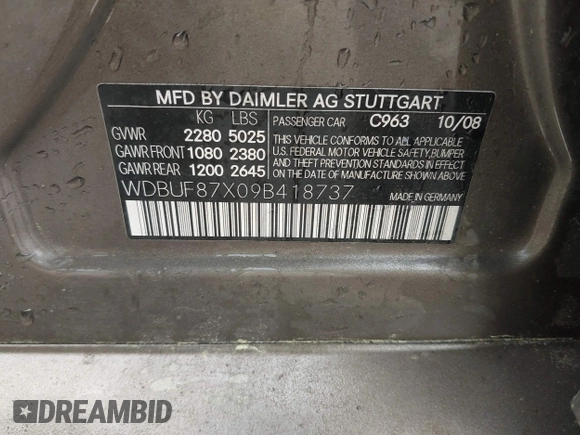 MFD BY DAIMLER AG STUTTGART
KG LBS PASSENGER CAR C963 10/08
GVWR 2280 5025
GAWR FRONT 1080 2380
GAWR REAR 1200 2645
THIS VEHICLE CONFORMS TO ALL APPLICABLE
U.S. FEDERAL MOTOR VEHICLE SAFETY, BUMPER
AND THEFT PREVENTION STANDARDS IN EFFECT
ON THE DATE OF MANUFACTURE SHOWN ABOVE.
WDBUF87X09B418737 MADE IN GERMANY
DREAMBID